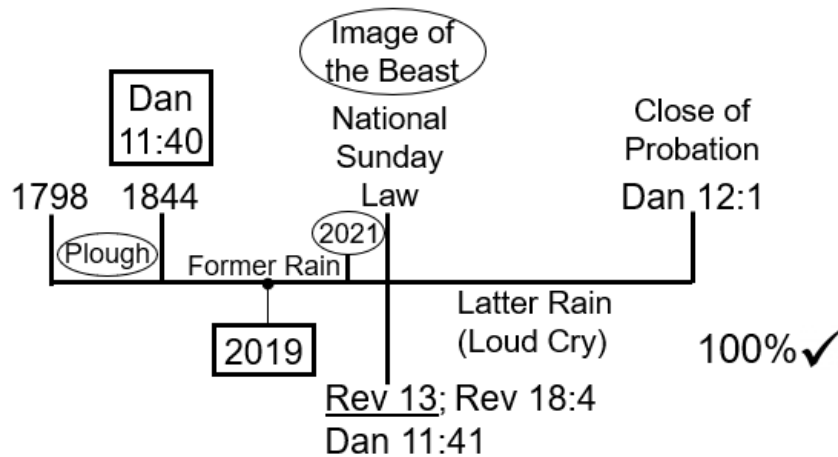 Image of
the Beast
Dan
11:40
National
Sunday
Law
Close of
Probation
Dan 12:1
1798
1844
Plough
Former Rain
2021
2019
Latter Rain
(Loud Cry)
100%✓
Rev 13; Rev 18:4
Dan 11:41